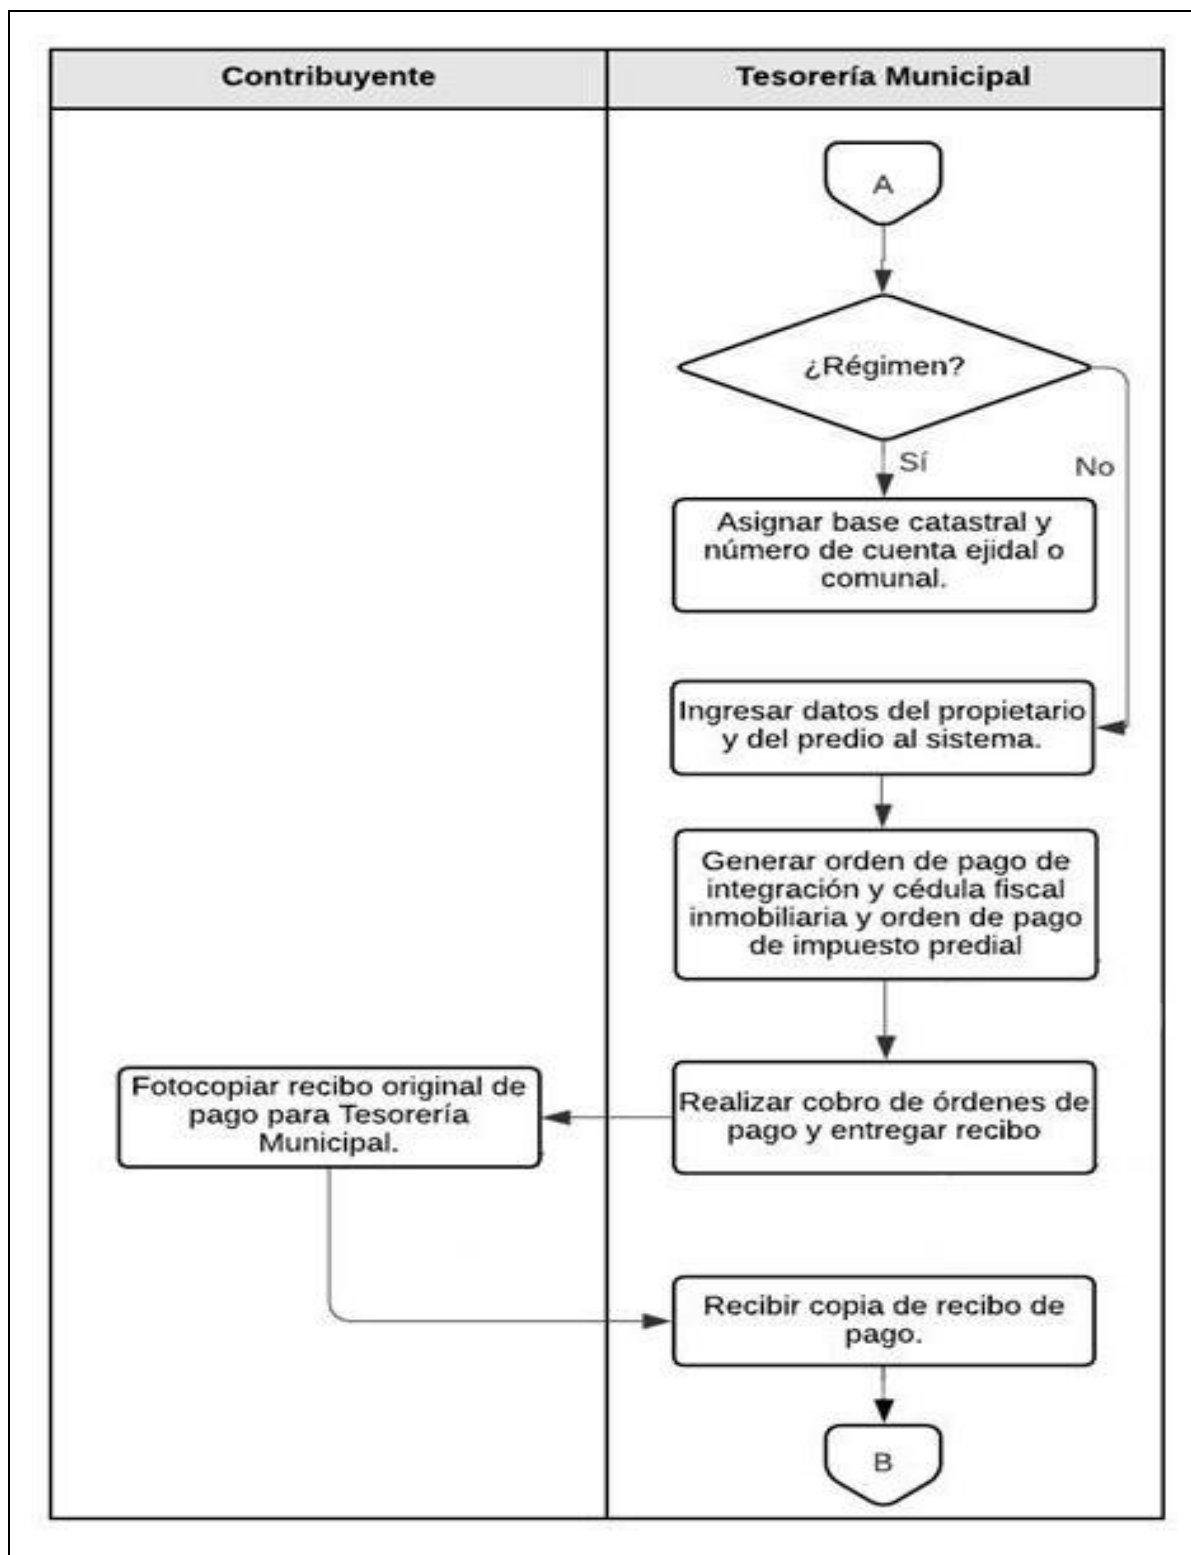 Contribuyente
Tesorería Municipal
A
¿Régimen?
Sí
No
Asignar base catastral y
número de cuenta ejidal o
comunal.
Ingresar datos del propietario
y del predio al sistema.
Generar orden de pago de
integración y cédula fiscal
inmobiliaria y orden de pago
de impuesto predial
Realizar cobro de órdenes de
pago y entregar recibo
Fotocopiar recibo original de
pago para Tesorería
Municipal.
Recibir copia de recibo de
pago.
B